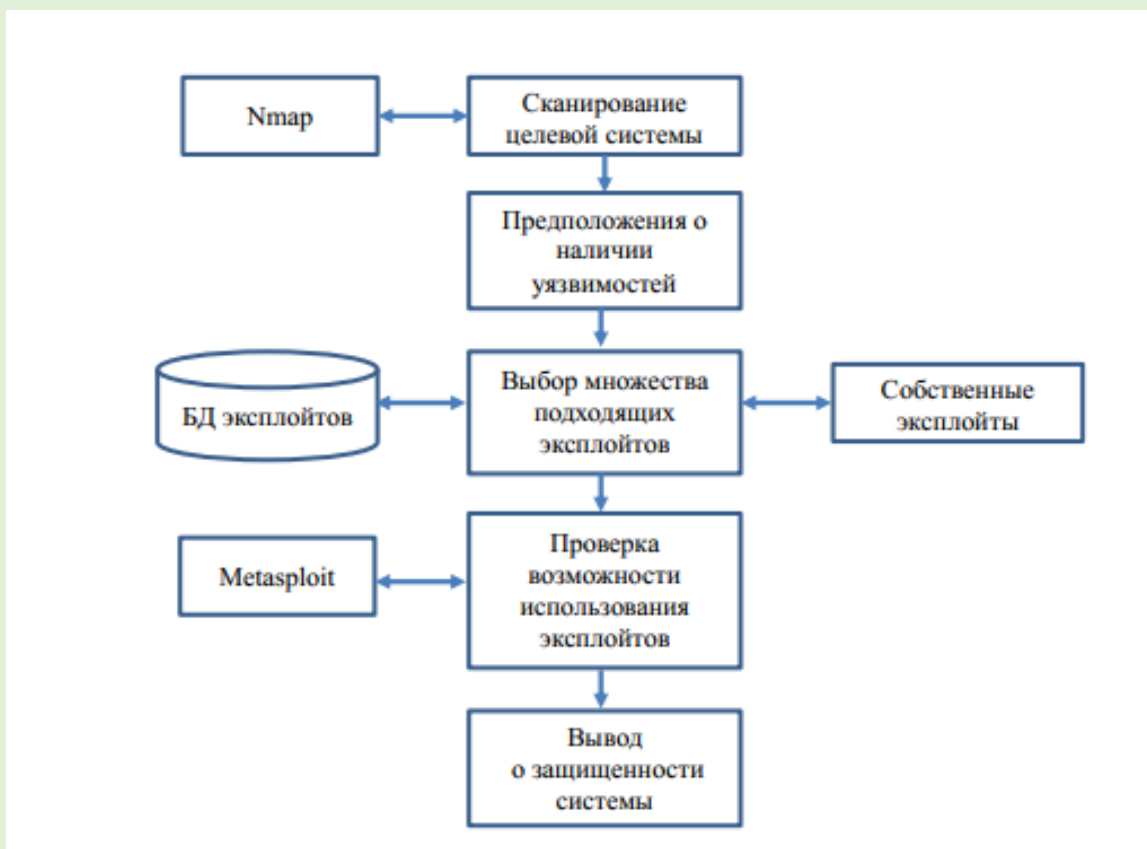 Nmap
Сканирование
целевой системы
Предположения о
наличии
уязвимостей
БД эксплойтов
Выбор множества
подходящих
эксплойтов
Собственные
эксплойты
Metasploit
Проверка
возможности
использования
эксплойтов
Вывод
о защищенности
системы